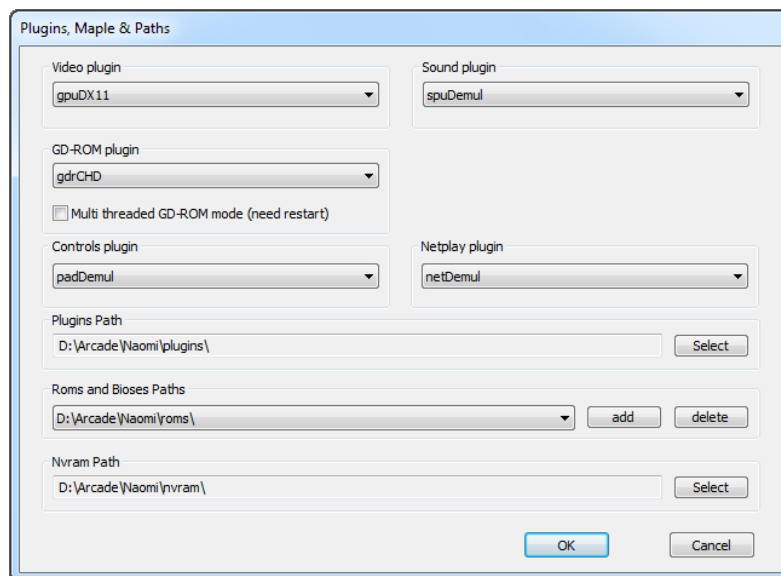 Plugins, Maple & Paths
Video plugin
Sound plugin
gpuDX11
spuDemul
GD-ROM plugin
gdrCHD
Multi threaded GD-ROM mode (need restart)
Controls plugin
Netplay plugin
padDemul
netDemul
Plugins Path
D:\Arcade\Naomi\plugins\
Select
Roms and Bioses Paths
D:\Arcade\Naomi\roms\
add
delete
Nvram Path
D:\Arcade\Naomi\nvram\
Select
OK
Cancel